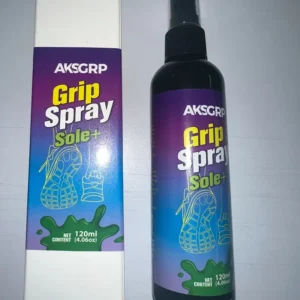 AKSGRP
Grip
Spray
Sole+
NET
CONTENT
120ml
(4.06oz)
AKSGRP
Grip
Spray
Sole+
NET
CONTENT
120ml
(4.06oz)